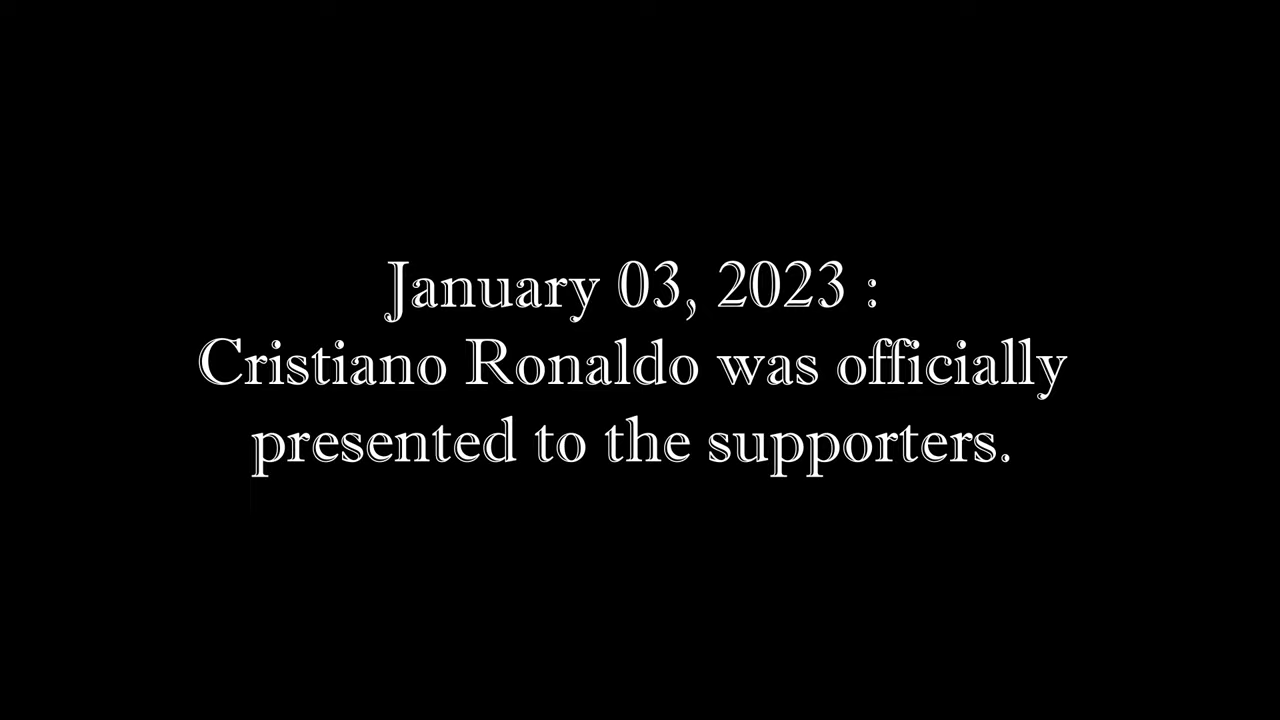 January 03, 2023 :
Cristiano Ronaldo was officially
presented to the supporters.